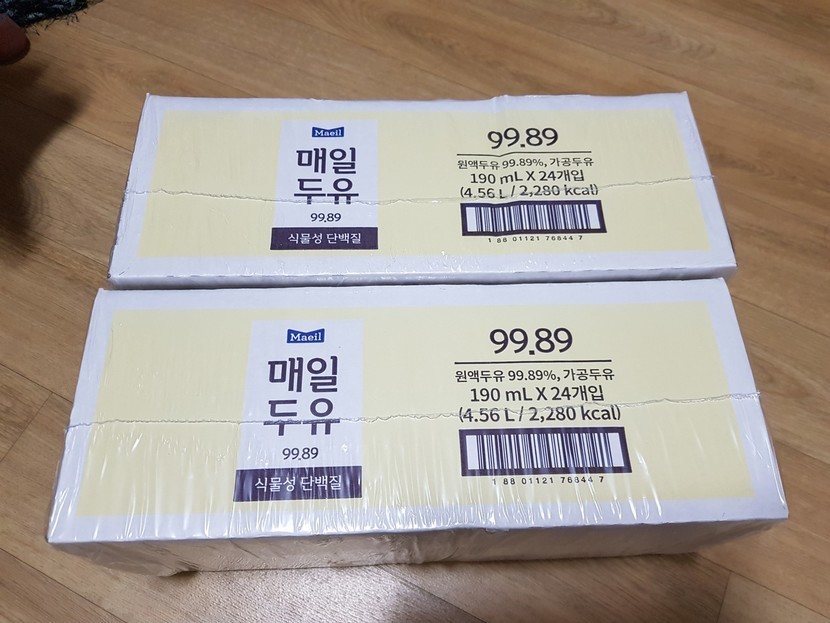 Maeil
매일
두유
99.89
식물성 단백질
99.89
원액두유 99.89%, 가공두유
190 mL X 24개입
(4.56 L / 2,280 kcal)
1 88 01121 76844 7
Maeil
매일
두유
99.89
식물성 단백질
99.89
원액두유 99.89%, 가공두유
190 mL X 24개입
(4.56 L / 2,280 kcal)
1 88 01121 76844 7